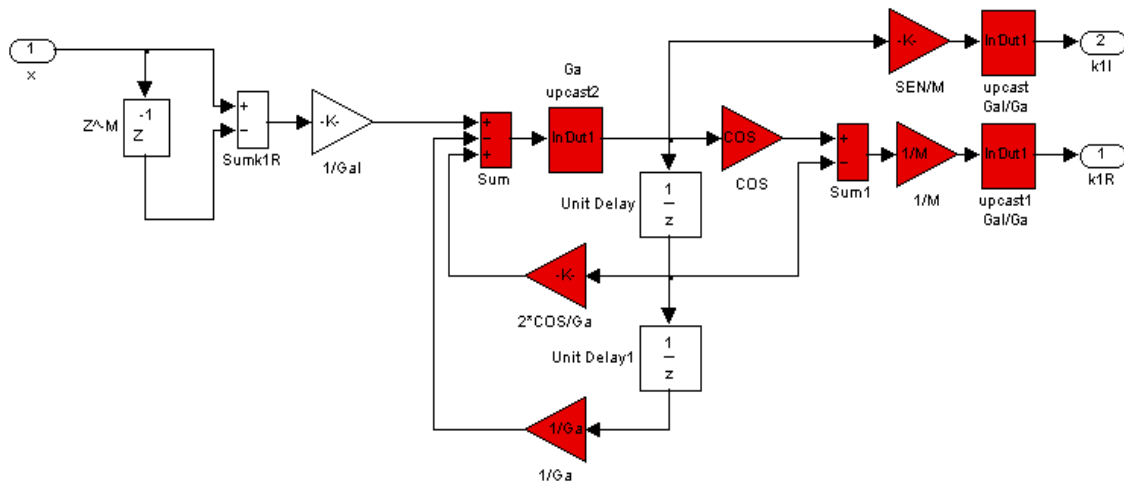 1
x
-1
Z
Z^-M
+
−
Sumk1R
-K-
1/Gal
+
−
+
Sum
Ga
upcast2
In Out1
COS
COS
+
−
Sum1
1/M
1/M
In Out1
upcast1
Gal/Ga
1
k1R
-K-
SEN/M
In Out1
upcast
Gal/Ga
2
k1I
Unit Delay
1
z
-K-
2*COS/Ga
Unit Delay1
1
z
1/Ga
1/Ga